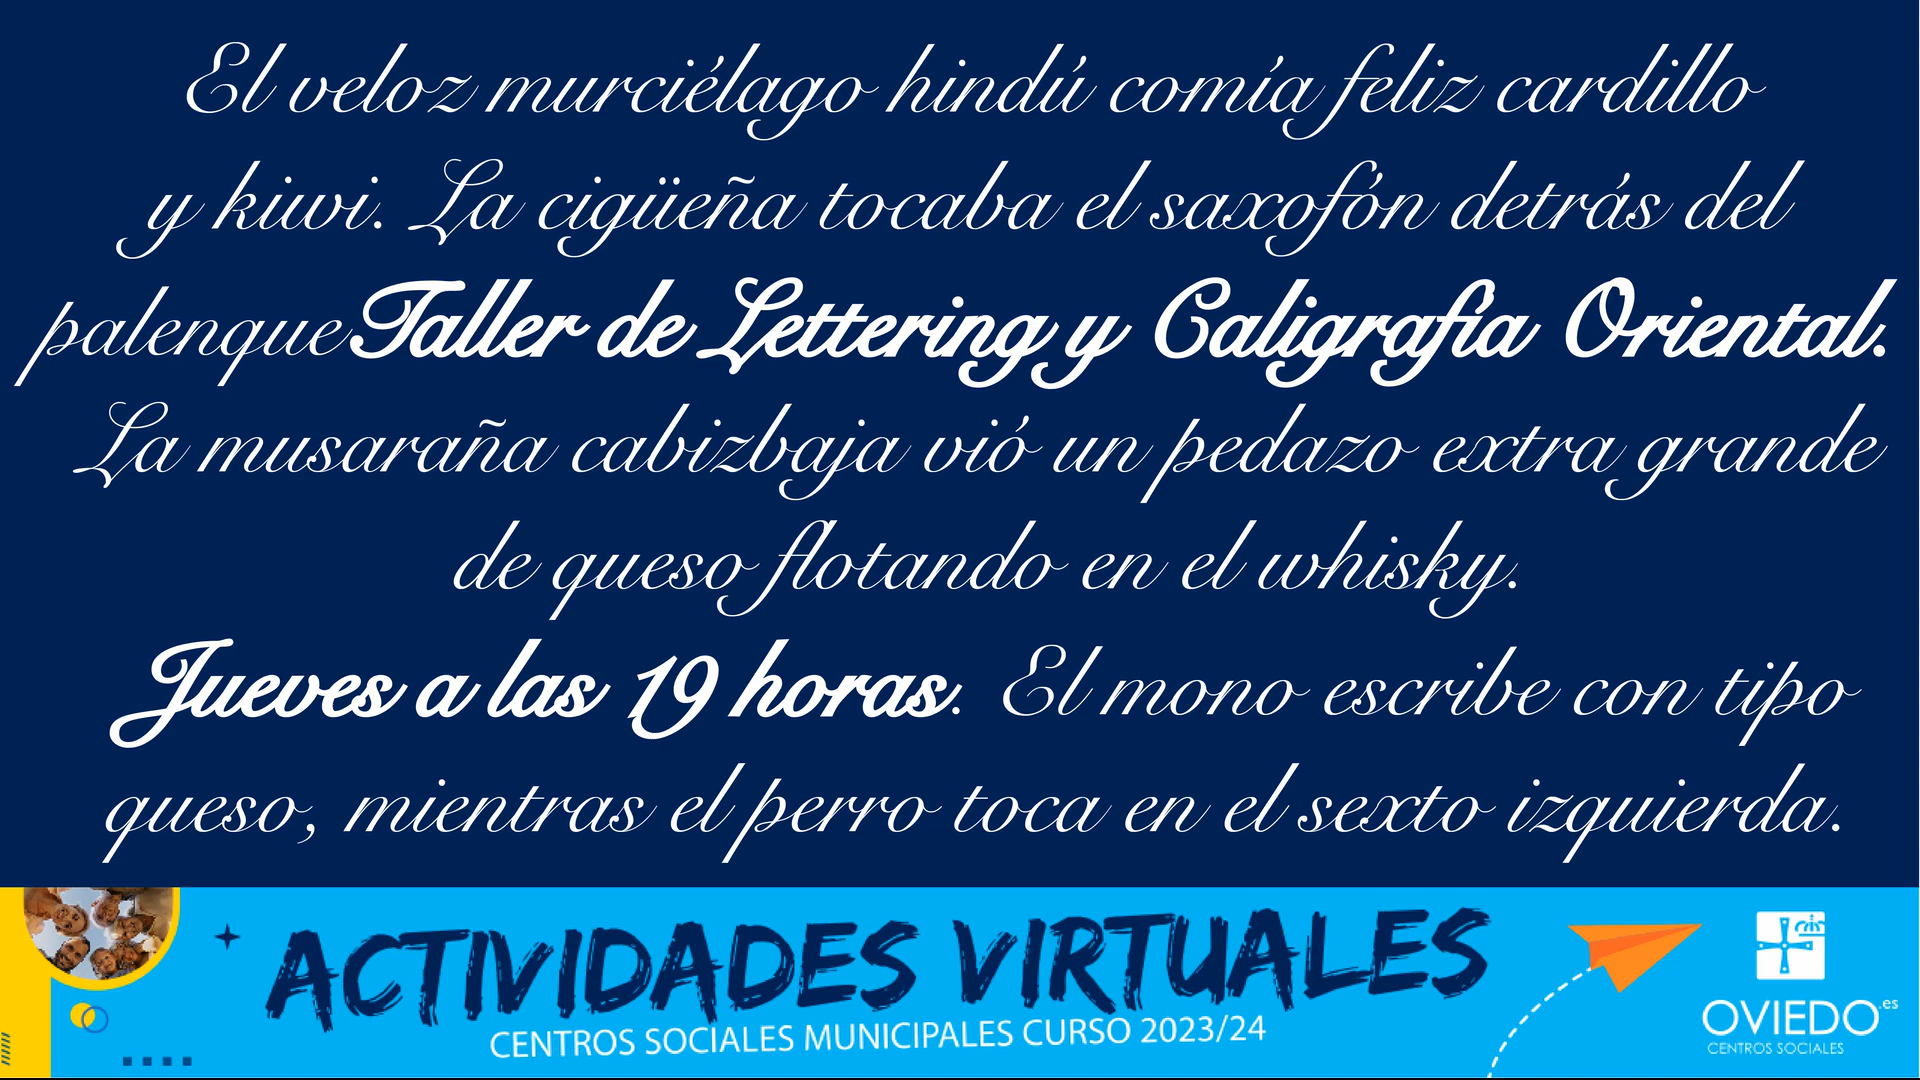 El veloz murciélago hindú comía feliz cardillo
y kiwi. La cigüeña tocaba el saxofón detrás del
palenque Taller de Lettering y Caligrafía Oriental.
La musaraña cabizbaja vió un pedazo extra grande
de queso flotando en el whisky.
Jueves a las 19 horas. El mono escribe con tipo
queso, mientras el perro toca en el sexto izquierda.
ACTIVIDADES VIRTUALES
CENTROS SOCIALES MUNICIPALES CURSO 2023/24
OVIEDO.es
CENTROS SOCIALES